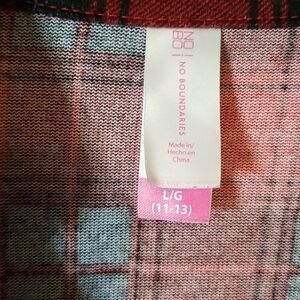 NO
BO
NO BOUNDARIES
Made in/
Hecho en
China
L/G
(11-13)